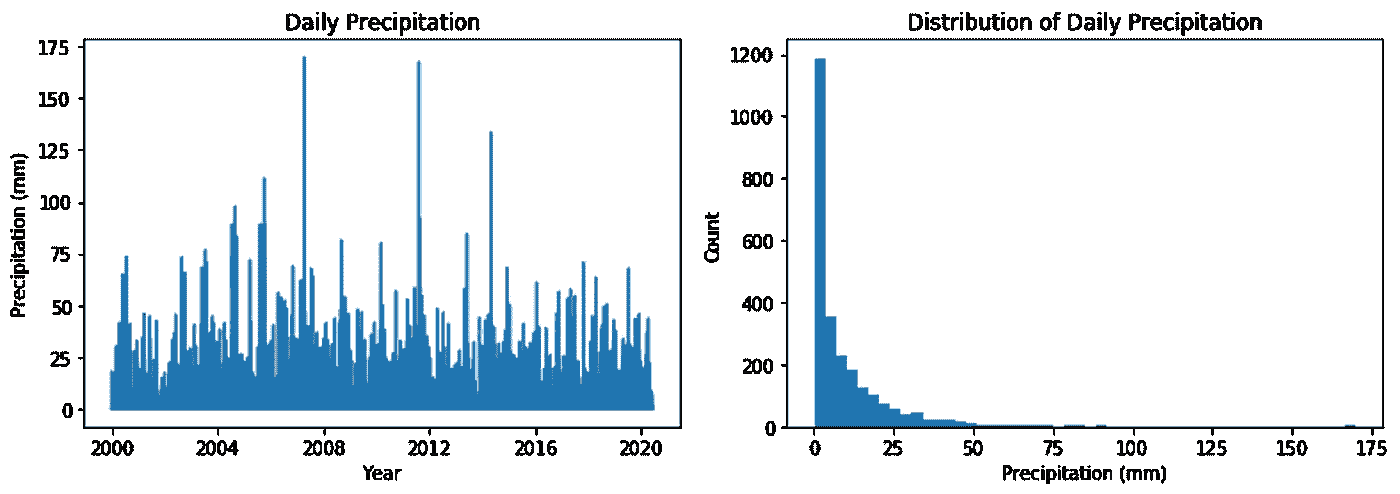 Daily Precipitation
175
150
125
100
75
50
25
0
Precipitation (mm)
2000 2004 2008 2012 2016 2020
Year
Distribution of Daily Precipitation
1200
1000
800
600
400
200
0
Count
0 25 50 75 100 125 150 175
Precipitation (mm)